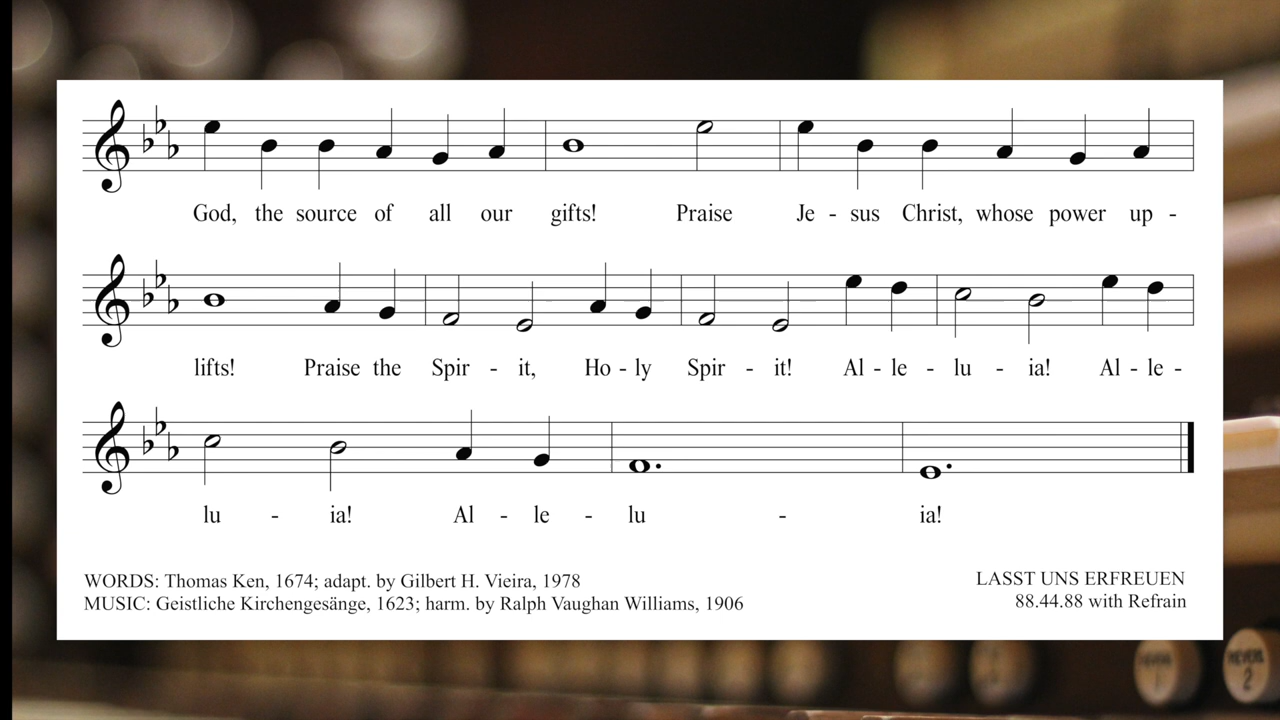 God, the source of all our gifts! Praise Je - sus Christ, whose power up -
lifts! Praise the Spir - it, Ho - ly Spir - it! Al - le - lu - ia! Al - le -
lu - ia! Al - le - lu - ia!
WORDS: Thomas Ken, 1674; adapt. by Gilbert H. Vieira, 1978
MUSIC: Geistliche Kirchengesänge, 1623; harm. by Ralph Vaughan Williams, 1906
LASST UNS ERFREUEN
88.44.88 with Refrain
2